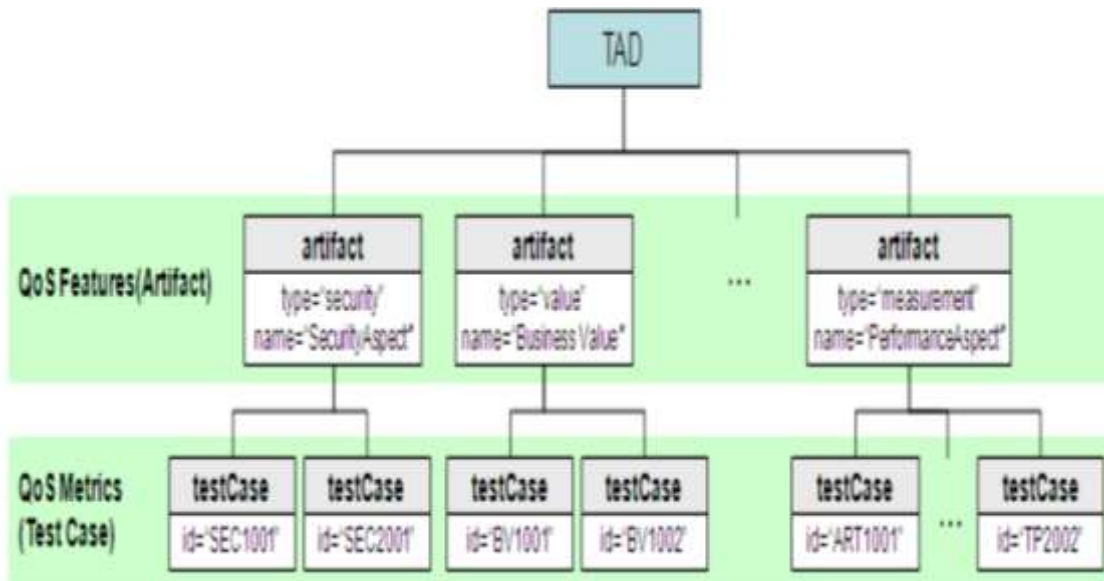 TAD
QoS Features(Artifact)
artifact
type="security"
name="SecurityAspect"
artifact
type="value"
name="Business Value"
...
artifact
type="measurement"
name="PerformanceAspect"
QoS Metrics
(Test Case)
testCase
id="SEC1001"
testCase
id="SEC2001"
testCase
id="BV1001"
testCase
id="BV1002"
testCase
id="ART1001"
...
testCase
id="TP2002"